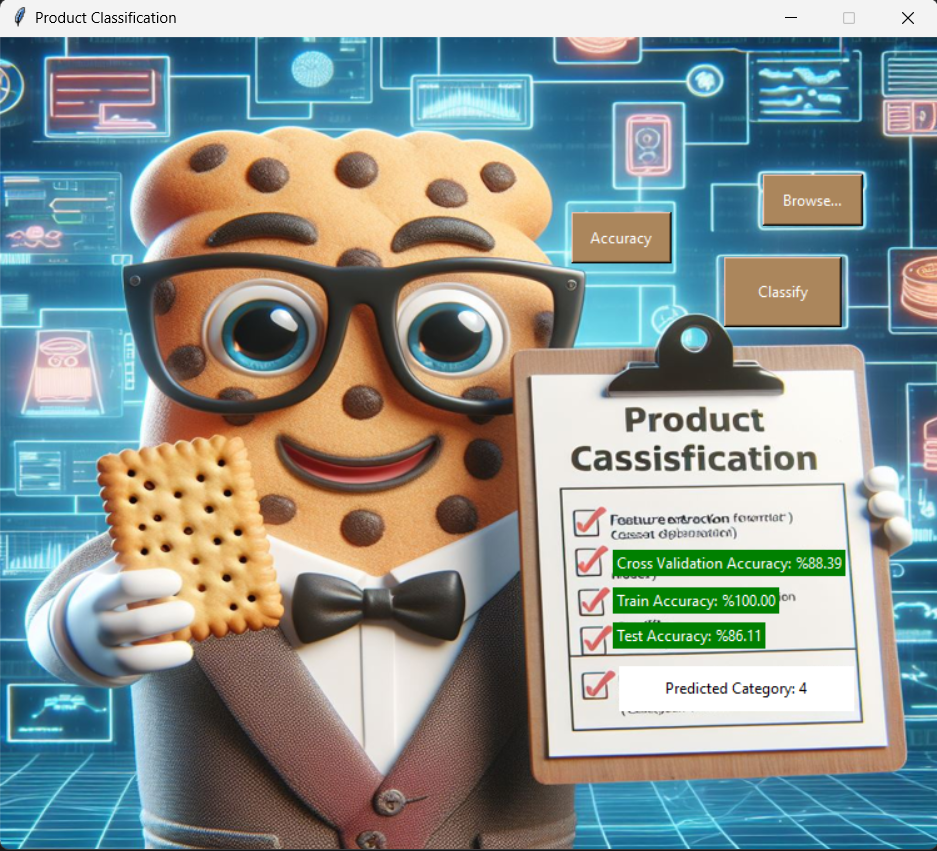 Product Classification
Browse...
Accuracy
Classify
Product
Cassisfication
Cross Validation Accuracy: %88.39
Train Accuracy: %100.00
Test Accuracy: %86.11
Predicted Category: 4